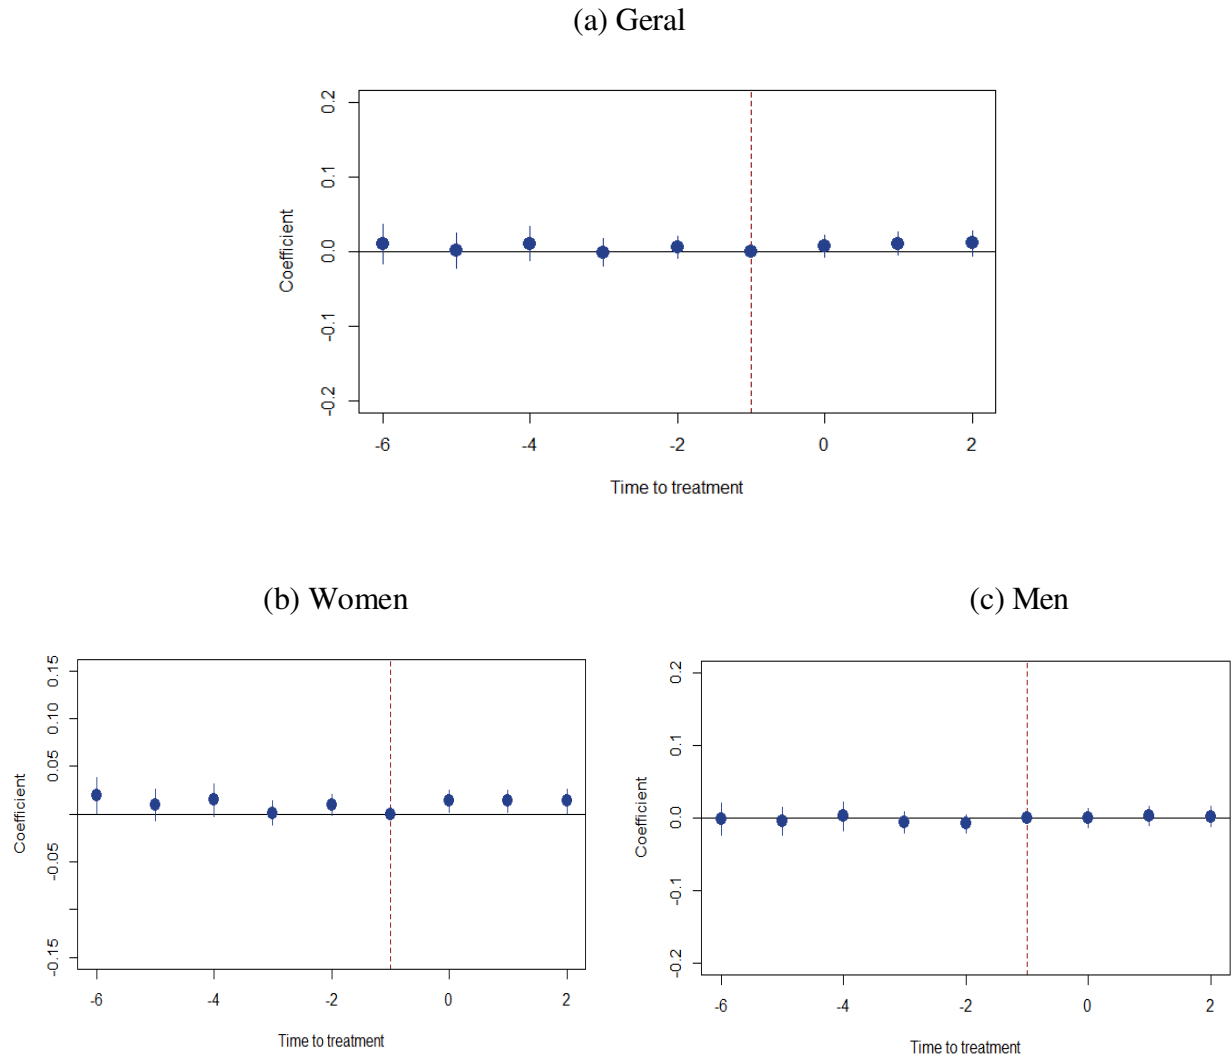 (a) Geral
0.2
0.1
0.0
-0.1
-0.2
Coefficient
-6 -4 -2 0 2
Time to treatment
(b) Women
0.15
0.10
0.05
-0.05
-0.15
Coefficient
-6 -4 -2 0 2
Time to treatment
(c) Men
0.2
0.1
0.0
-0.1
-0.2
Coefficient
-6 -4 -2 0 2
Time to treatment